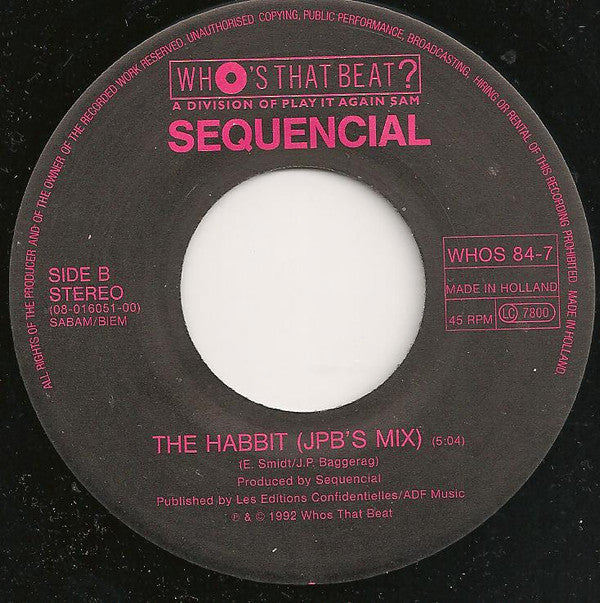 ALL RIGHTS OF THE PRODUCER AND OF THE OWNER OF THE RECORDED WORK RESERVED. UNAUTHORISED COPYING, PUBLIC PERFORMANCE, BROADCASTING, HIRING OR RENTAL OF THIS RECORDING PROHIBITED. MADE IN HOLLAND.
WHO'S THAT BEAT?
A DIVISION OF PLAY IT AGAIN SAM
SEQUENCIAL
SIDE B
STEREO
(08-016051-00)
SABAM/BIEM
WHOS 84-7
MADE IN HOLLAND
45 RPM LC 7800
THE HABBIT (JPB'S MIX) (5:04)
(E. Smidt/J.P. Baggerag)
Produced by Sequencial
Published by Les Editions Confidentielles/ADF Music
℗ & © 1992 Whos That Beat